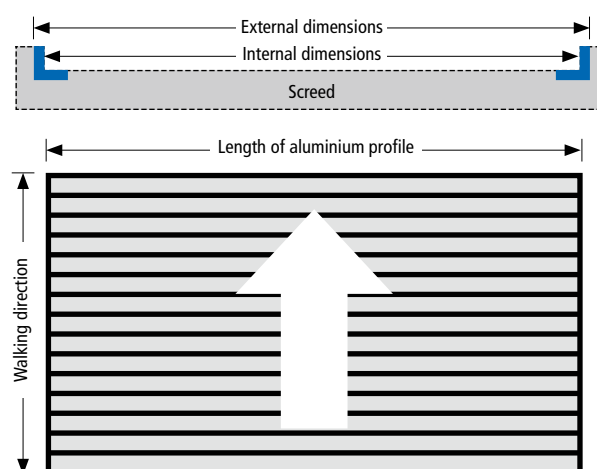 External dimensions
Internal dimensions
Screed
Length of aluminium profile
Walking direction